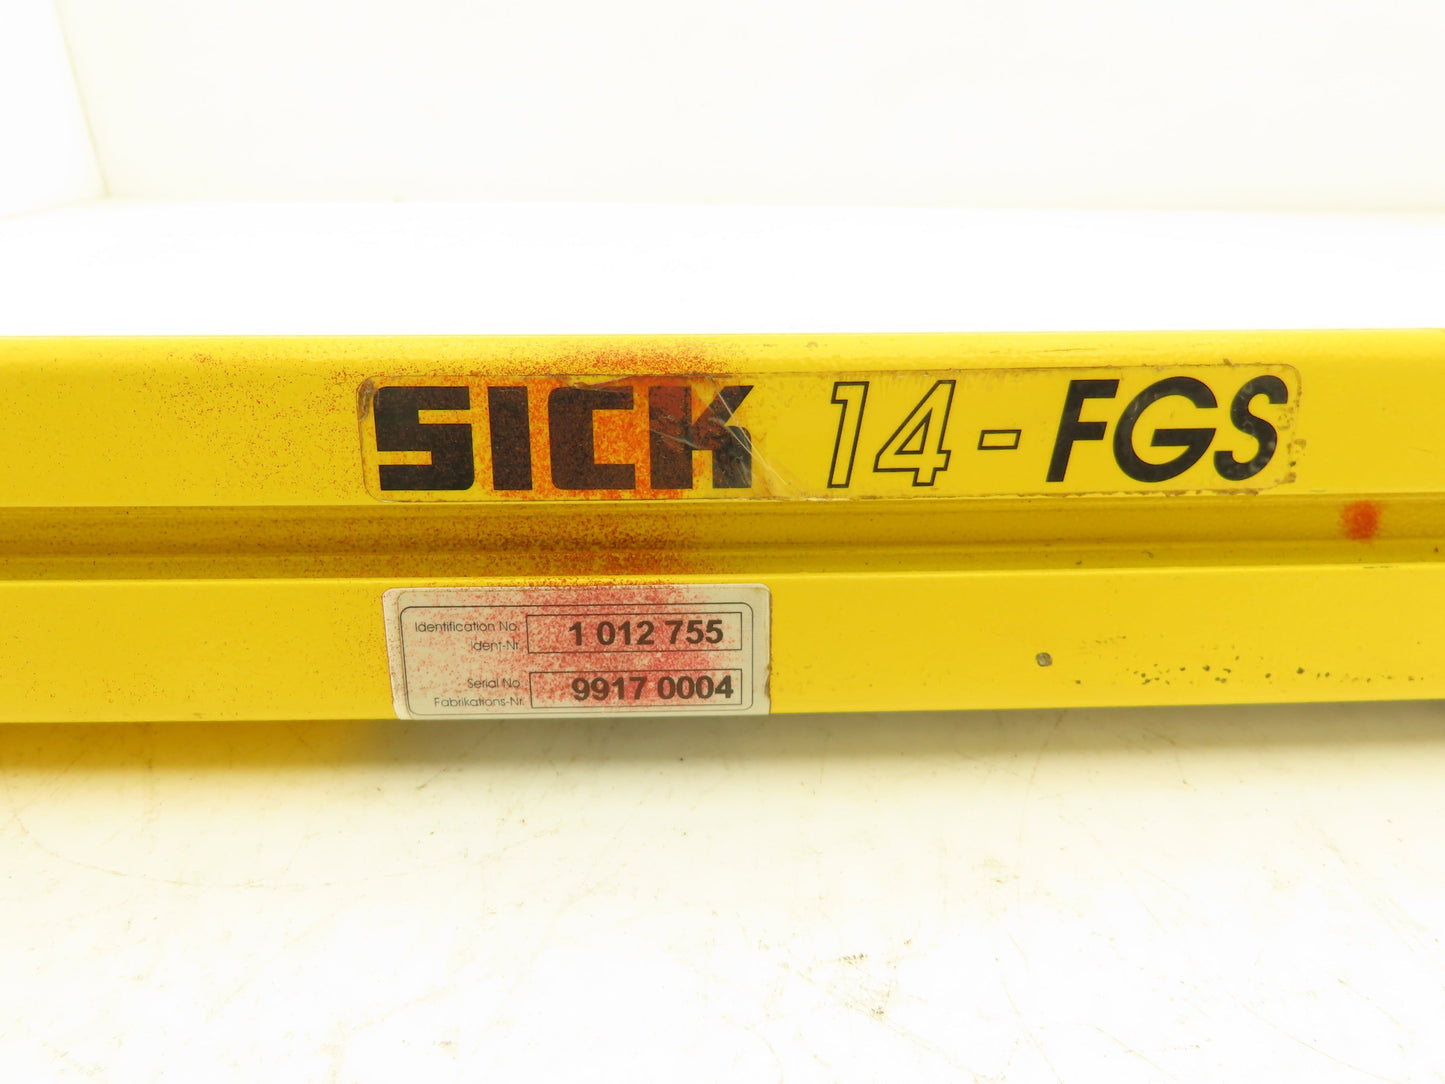 SICK 14-FGS
Identification No. 1 012 755
Ident-Nr.
Serial No. 9917 0004
Fabrikations-Nr.